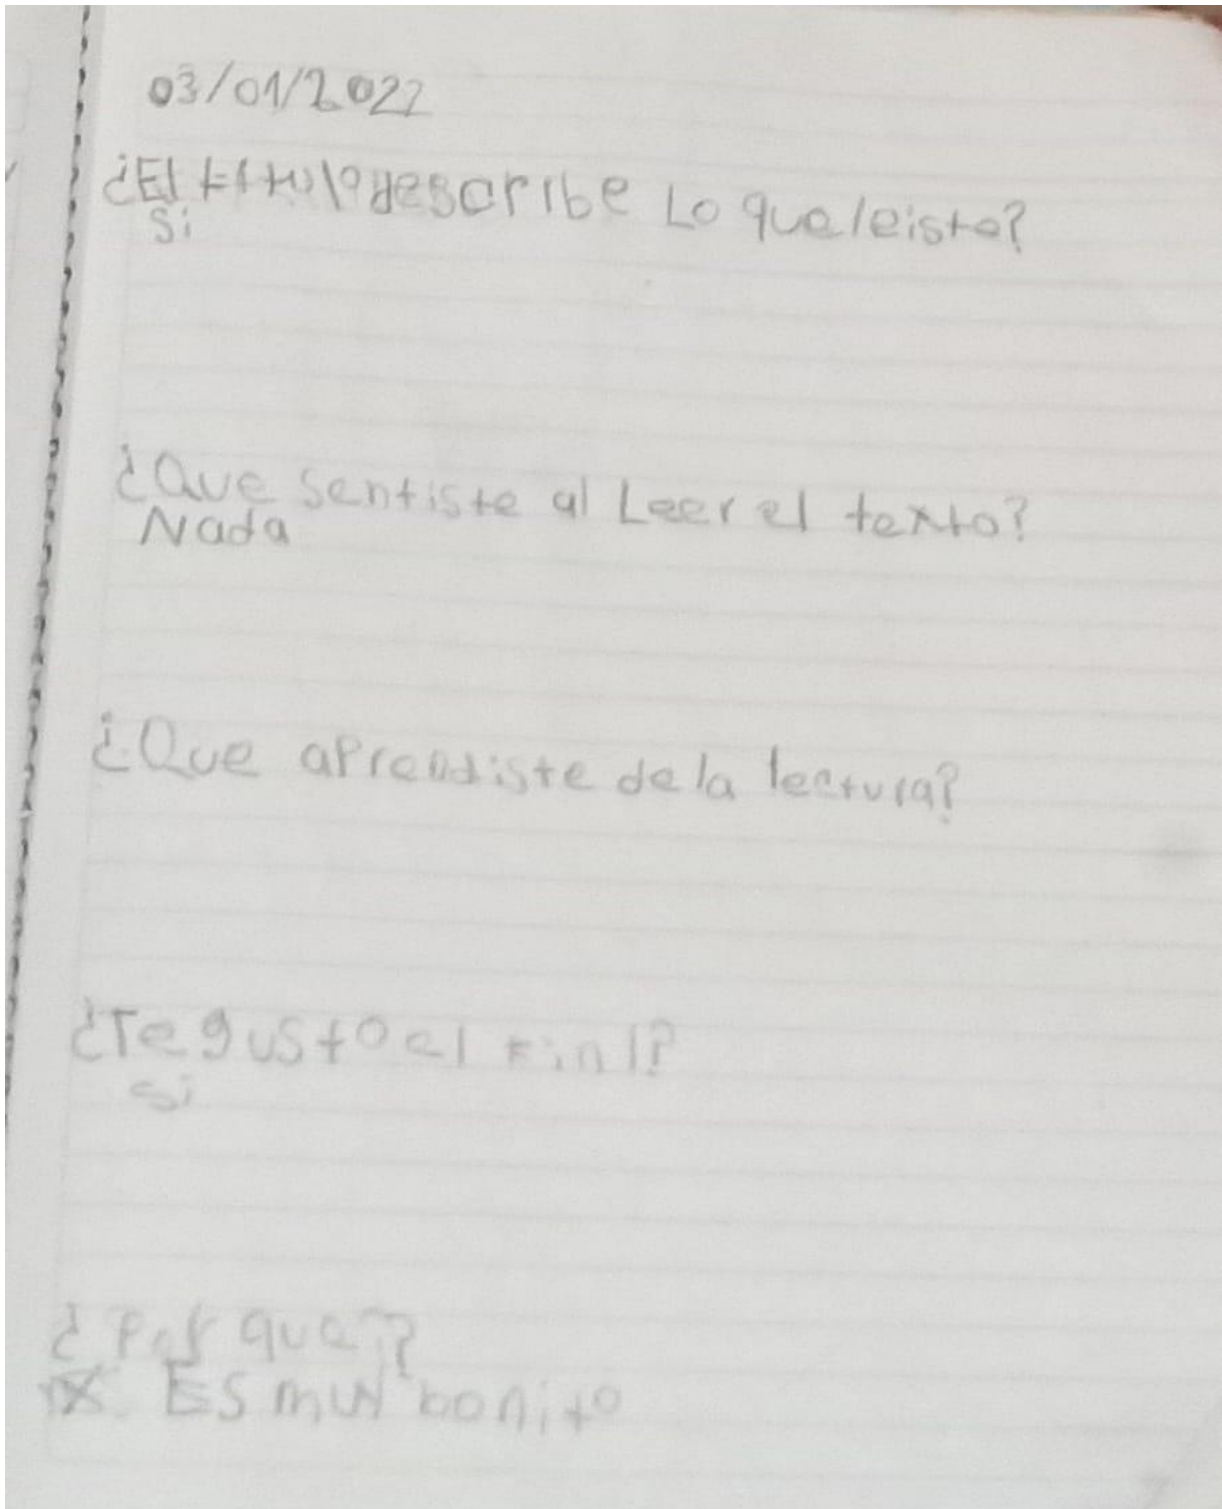 03/01/2022
¿El titulo describe Lo que leiste?
Si
¿Que sentiste al Leer el texto?
Nada
¿Que aprendiste de la lectura?
¿Te gusto el Finl?
si
¿Por que?
Es muy bonito